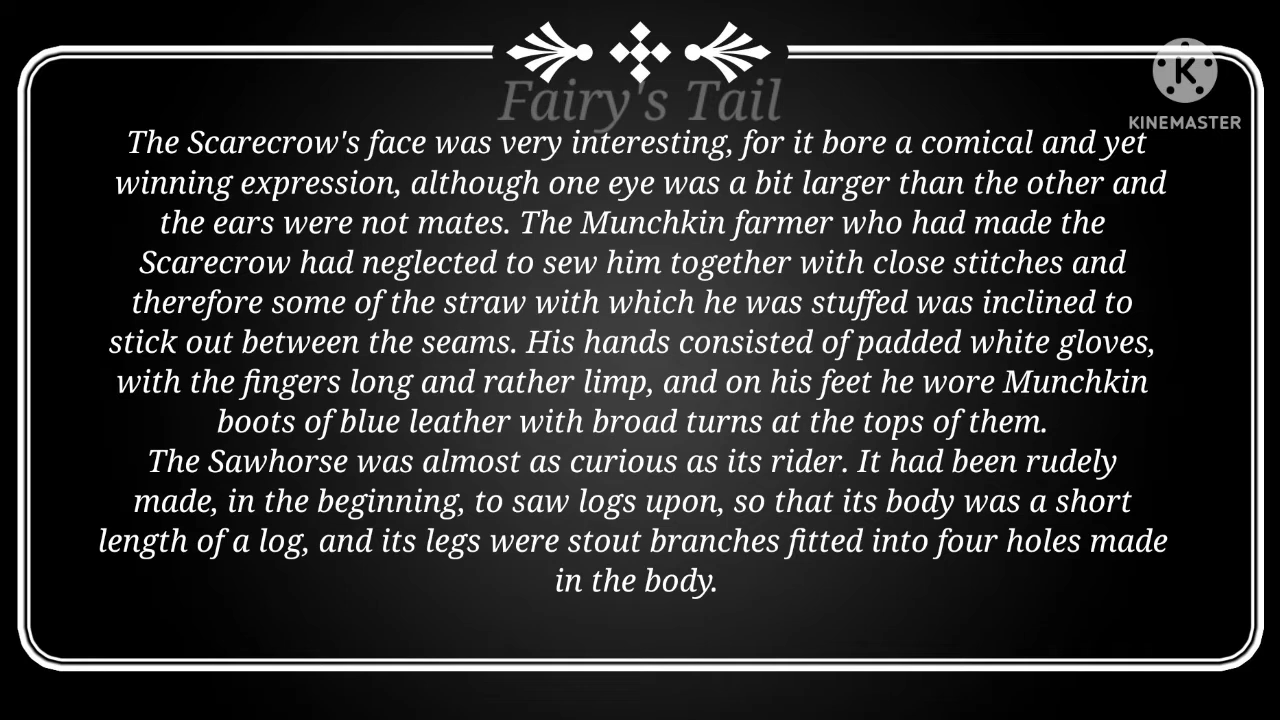 Fairy's Tail
KINEMASTER
The Scarecrow's face was very interesting, for it bore a comical and yet
winning expression, although one eye was a bit larger than the other and
the ears were not mates. The Munchkin farmer who had made the
Scarecrow had neglected to sew him together with close stitches and
therefore some of the straw with which he was stuffed was inclined to
stick out between the seams. His hands consisted of padded white gloves,
with the fingers long and rather limp, and on his feet he wore Munchkin
boots of blue leather with broad turns at the tops of them.
The Sawhorse was almost as curious as its rider. It had been rudely
made, in the beginning, to saw logs upon, so that its body was a short
length of a log, and its legs were stout branches fitted into four holes made
in the body.